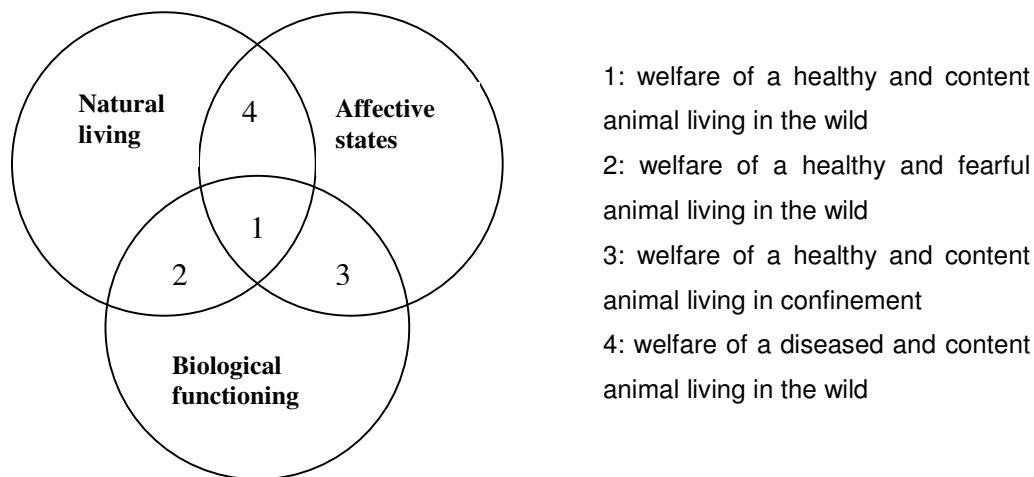 Natural
living
4
Affective
states
1
2
3
Biological
functioning
1: welfare of a healthy and content
animal living in the wild
2: welfare of a healthy and fearful
animal living in the wild
3: welfare of a healthy and content
animal living in confinement
4: welfare of a diseased and content
animal living in the wild